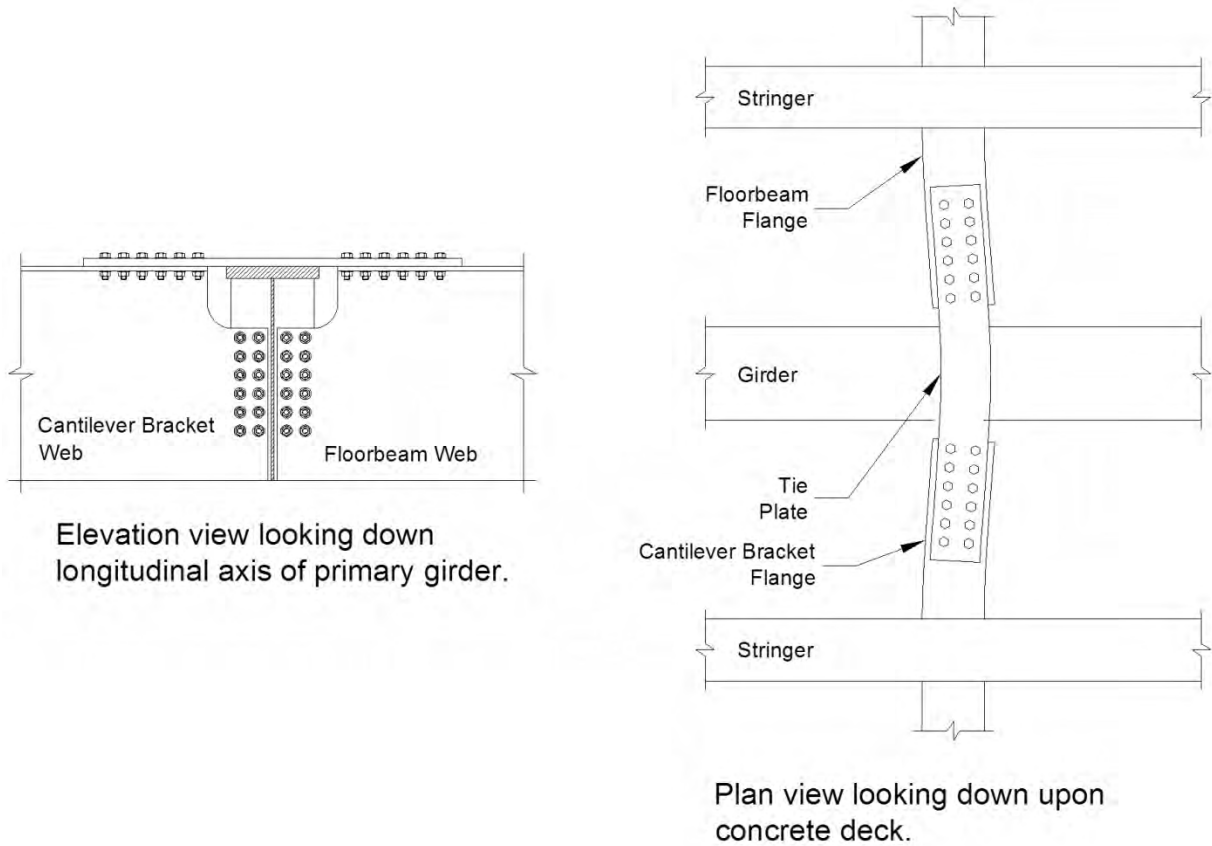 Cantilever Bracket
Web
Floorbeam Web
Elevation view looking down
longitudinal axis of primary girder.
Stringer
Floorbeam
Flange
Girder
Tie
Plate
Cantilever Bracket
Flange
Stringer
Plan view looking down upon
concrete deck.